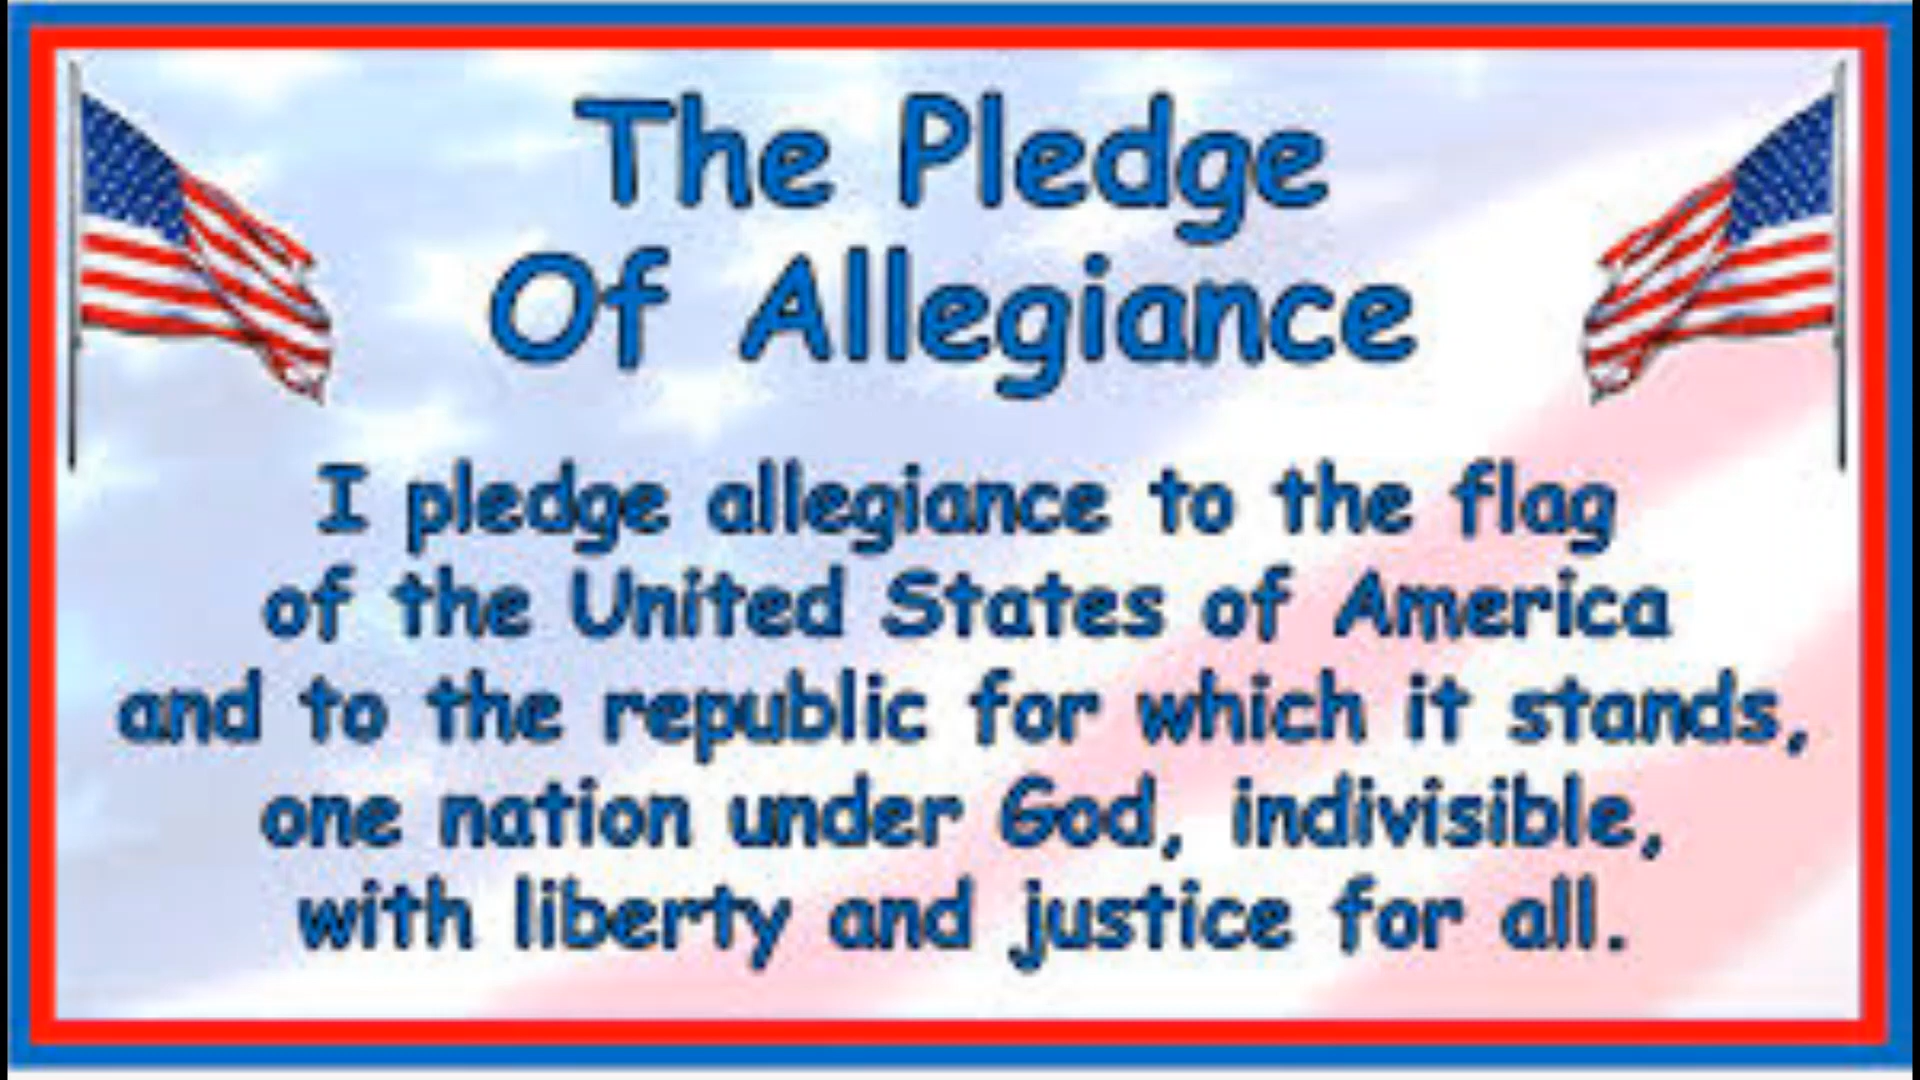 The Pledge
Of Allegiance
I pledge allegiance to the flag
of the United States of America
and to the republic for which it stands,
one nation under God, indivisible,
with liberty and justice for all.